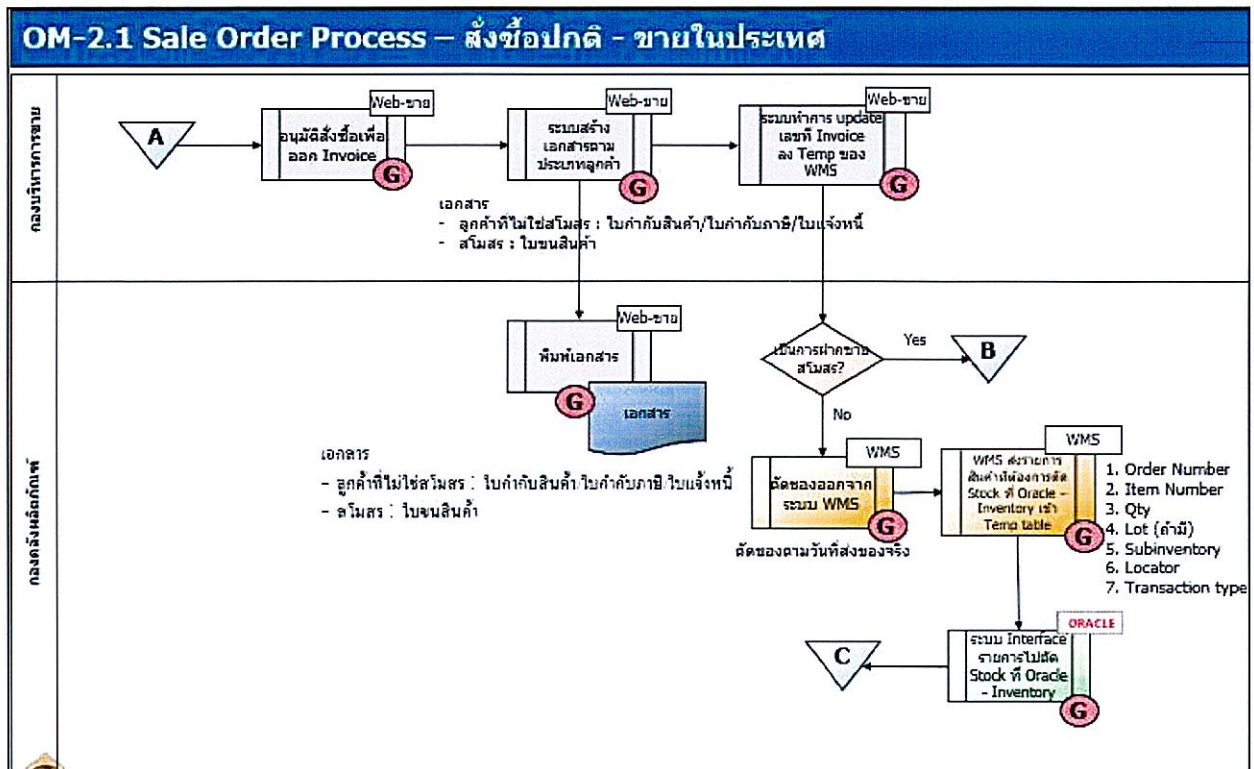 OM-2.1 Sale Order Process – สั่งซื้อปกติ - ขายในประเทศ
กองบริหารการขาย
A
Web-ขาย
อนุมัติสั่งซื้อเพื่อ
ออก Invoice
G
Web-ขาย
ระบบสร้าง
เอกสารตาม
ประเภทลูกค้า
G
Web-ขาย
ระบบทำการ update
เลขที่ Invoice
ลง Temp ของ
WMS
G
เอกสาร
- ลูกค้าที่ไม่ใช่สโมสร : ใบกำกับสินค้า/ใบกำกับภาษี/ใบแจ้งหนี้
- สโมสร : ใบขนสินค้า
กองคลังผลิตภัณฑ์
Web-ขาย
พิมพ์เอกสาร
G
เอกสาร
เป็นการฝากขาย
สโมสร?
Yes
B
No
เอกสาร
- ลูกค้าที่ไม่ใช่สโมสร : ใบกำกับสินค้า/ใบกำกับภาษี/ใบแจ้งหนี้
- สโมสร : ใบขนสินค้า
WMS
ตัดของออกจาก
ระบบ WMS
G
ตัดของตามวันที่ส่งของจริง
WMS
WMS ส่งรายการ
สินค้าที่ต้องการตัด
Stock ที่ Oracle –
Inventory เข้า
Temp table
G
1. Order Number
2. Item Number
3. Qty
4. Lot (ถ้ามี)
5. Subinventory
6. Locator
7. Transaction type
ORACLE
ระบบ Interface
รายการไปตัด
Stock ที่ Oracle
- Inventory
G
C